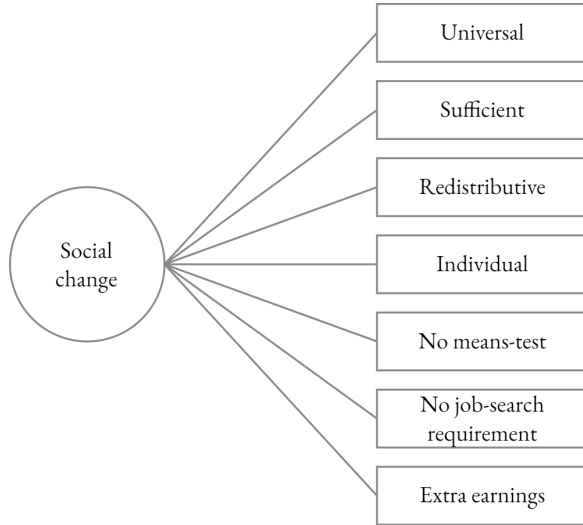 Universal
Sufficient
Redistributive
Social
change
Individual
No means-test
No job-search
requirement
Extra earnings